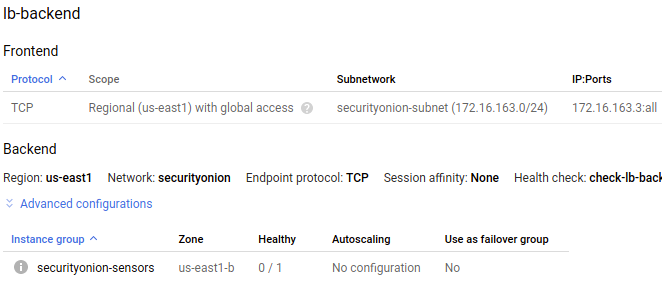 lb-backend
Frontend
Protocol Scope Subnetwork IP:Ports
TCP Regional (us-east1) with global access ? securityonion-subnet (172.16.163.0/24) 172.16.163.3:all
Backend
Region: us-east1 Network: securityonion Endpoint protocol: TCP Session affinity: None Health check: check-lb-back
Advanced configurations
Instance group Zone Healthy Autoscaling Use as failover group
securityonion-sensors us-east1-b 0 / 1 No configuration No